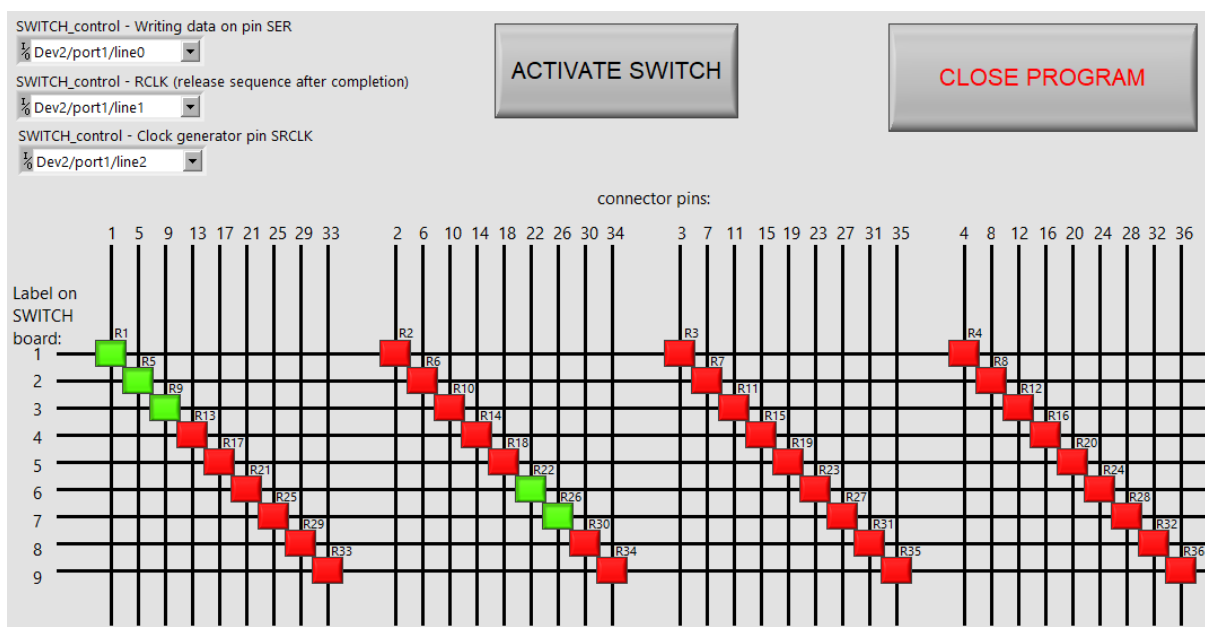 SWITCH_control - Writing data on pin SER
I/O Dev2/port1/line0
SWITCH_control - RCLK (release sequence after completion)
I/O Dev2/port1/line1
SWITCH_control - Clock generator pin SRCLK
I/O Dev2/port1/line2
ACTIVATE SWITCH
CLOSE PROGRAM
connector pins:
1 5 9 13 17 21 25 29 33 2 6 10 14 18 22 26 30 34 3 7 11 15 19 23 27 31 35 4 8 12 16 20 24 28 32 36
Label on
SWITCH
board:
R1 R2 R3 R4
1
R5 R6 R7 R8
2
R9 R10 R11 R12
3
R13 R14 R15 R16
4
R17 R18 R19 R20
5
R21 R22 R23 R24
6
R25 R26 R27 R28
7
R29 R30 R31 R32
8
R33 R34 R35 R36
9